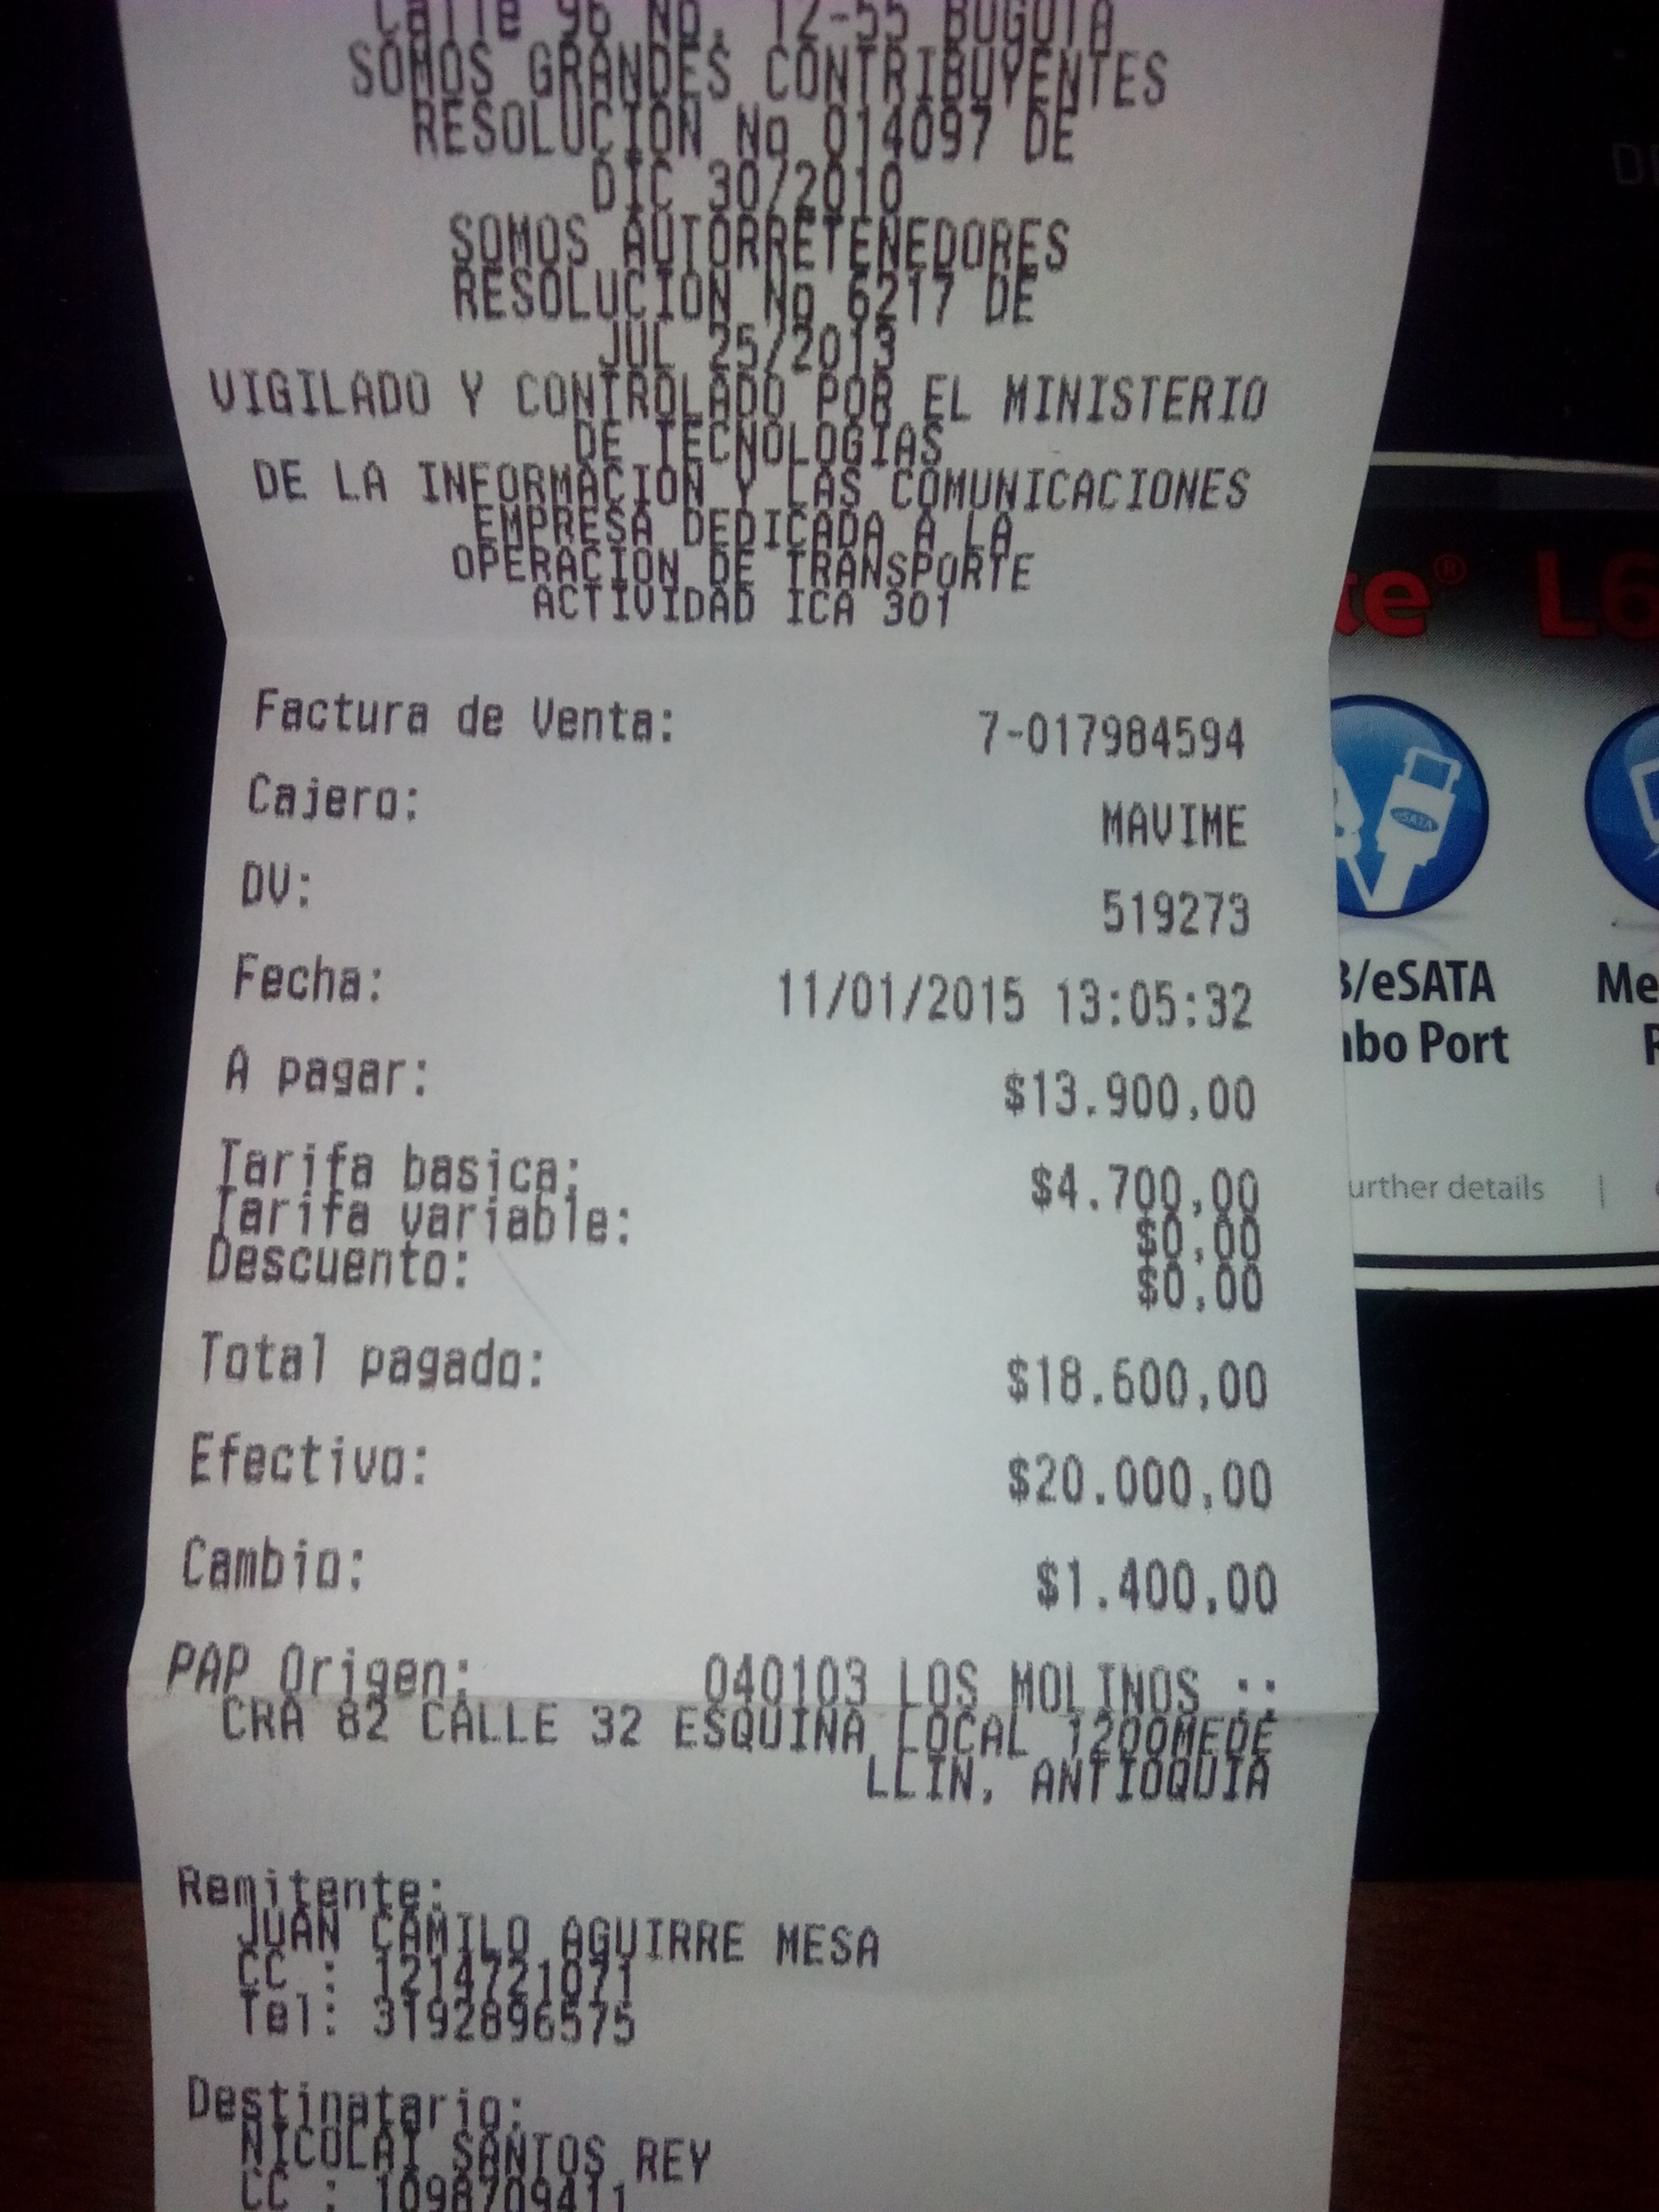 Calle 96 No. 12-55 BOGOTA
SOMOS GRANDES CONTRIBUYENTES
RESOLUCION No 014097 DE
DIC 30/2010
SOMOS AUTORRETENEDORES
RESOLUCION No 6217 DE
JUL 25/2013
VIGILADO Y CONTROLADO POR EL MINISTERIO
DE TECNOLOGIAS
DE LA INFORMACION Y LAS COMUNICACIONES
EMPRESA DEDICADA A LA
OPERACION DE TRANSPORTE
ACTIVIDAD ICA 301
Factura de Venta: 7-017984594
Cajero: MAVIME
DV: 519273
Fecha: 11/01/2015 13:05:32
A pagar: $13.900,00
Tarifa basica: $4.700,00
Tarifa variable: $0,00
Descuento: $0,00
Total pagado: $18.600,00
Efectivo: $20.000,00
Cambio: $1.400,00
PAP Origen: 040103 LOS MOLINOS ::
CRA 82 CALLE 32 ESQUINA LOCAL 1200MEDE
LLIN, ANTIOQUIA
Remitente:
JUAN CAMILO AGUIRRE MESA
CC : 1214721071
Tel: 3192896575
Destinatario:
NICOLAI SANTOS REY
CC : 1098709411
te® L6
eSATA
B/eSATA
bo Port
Me
urther details |